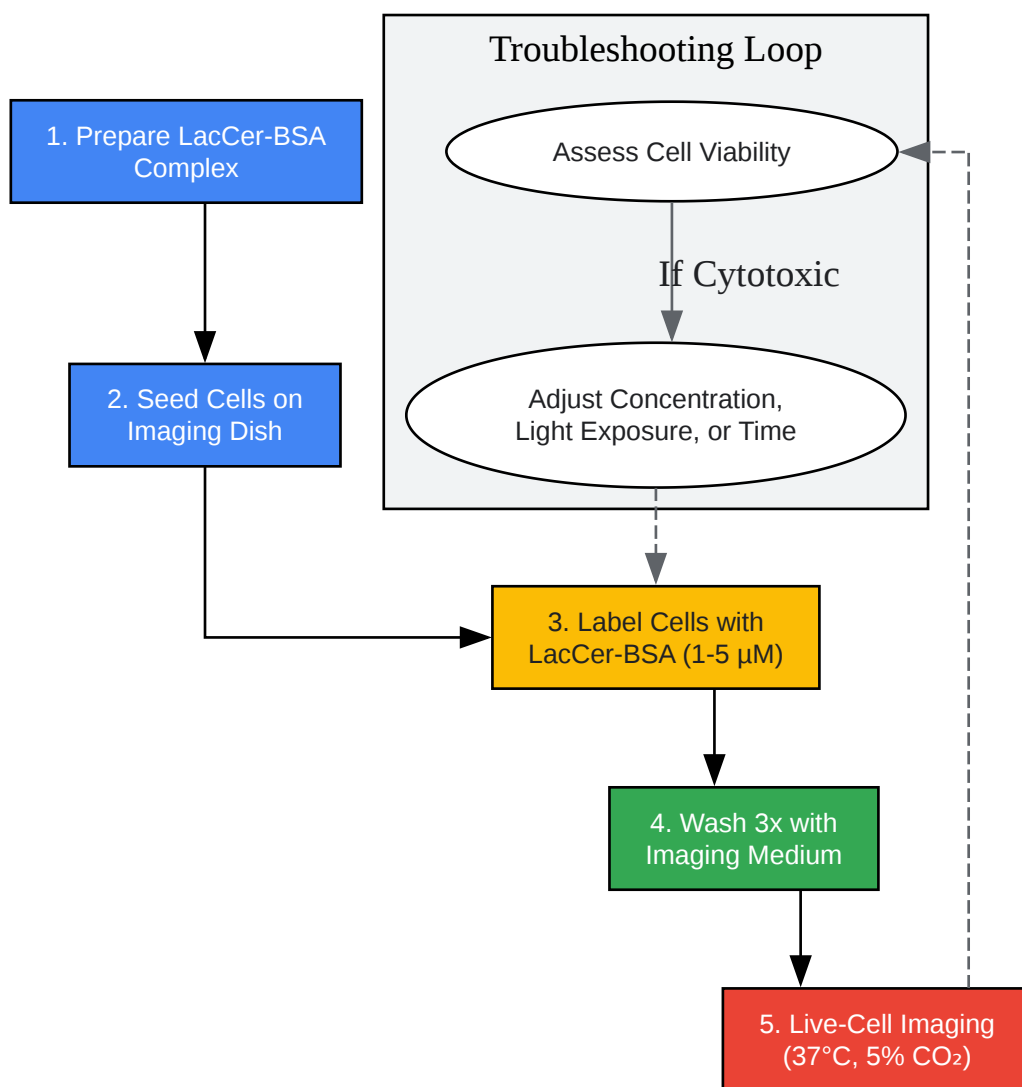 Troubleshooting Loop
1. Prepare LacCer-BSA
Complex
Assess Cell Viability
If Cytotoxic
2. Seed Cells on
Imaging Dish
Adjust Concentration,
Light Exposure, or Time
3. Label Cells with
LacCer-BSA (1-5 µM)
4. Wash 3x with
Imaging Medium
5. Live-Cell Imaging
(37°C, 5% CO₂)